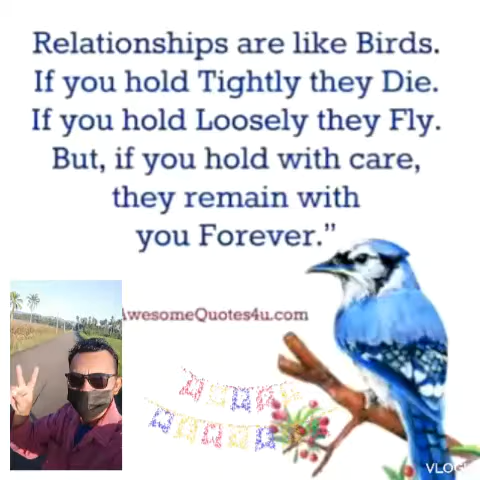 Relationships are like Birds.
If you hold Tightly they Die.
If you hold Loosely they Fly.
But, if you hold with care,
they remain with
you Forever.”
AwesomeQuotes4u.com